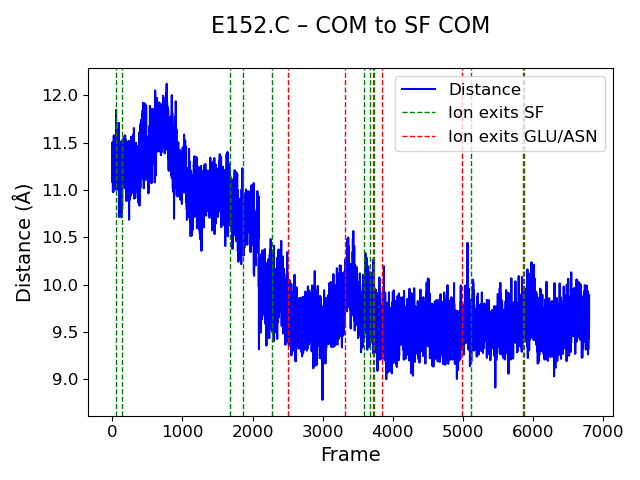 E152.C – COM to SF COM
Distance (Å)
12.0
11.5
11.0
10.5
10.0
9.5
9.0
Distance
Ion exits SF
Ion exits GLU/ASN
0 1000 2000 3000 4000 5000 6000 7000
Frame